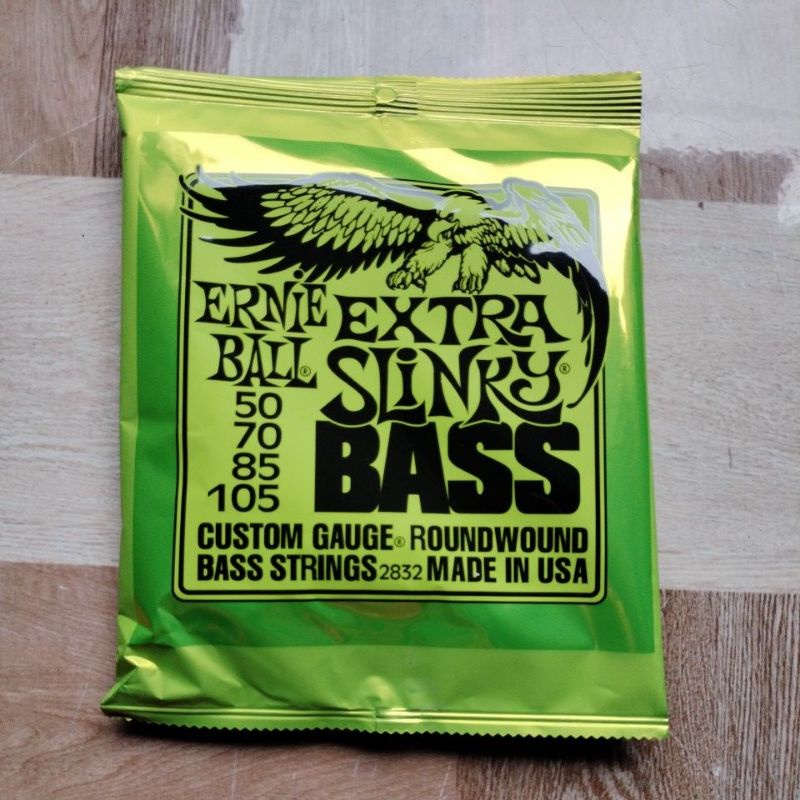 ERNiE BALL®
EXTRA SLiNKY®
BASS
50
70
85
105
CUSTOM GAUGE® ROUNDWOUND
BASS STRINGS 2832 MADE IN USA